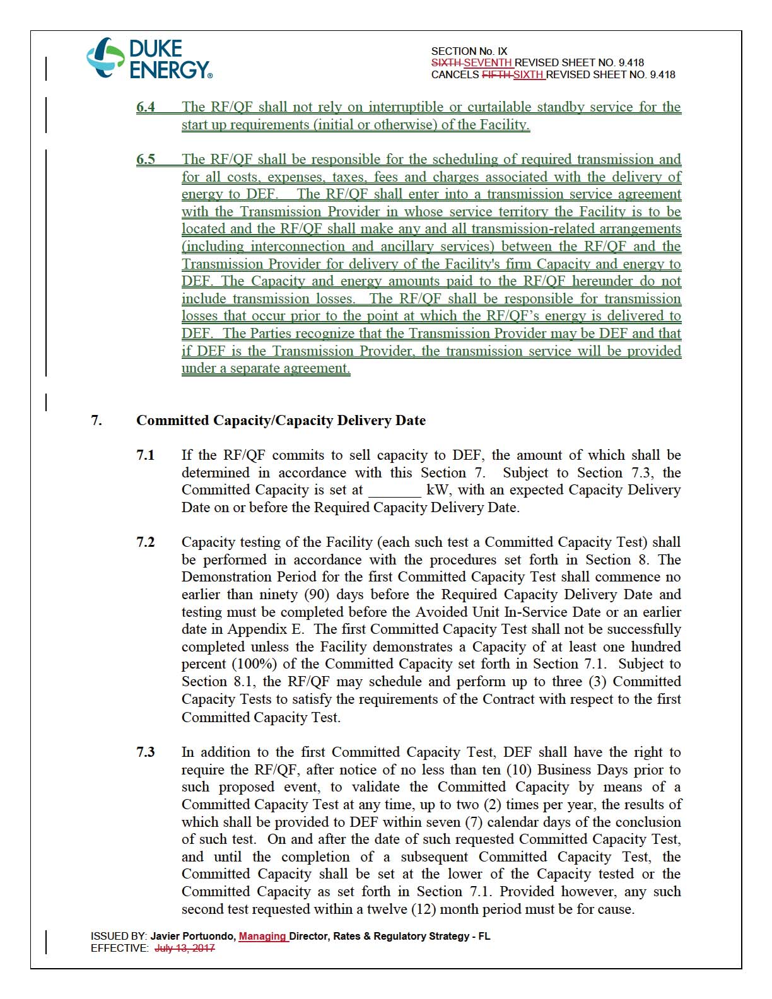 DUKE
ENERGY®
SECTION No. IX
SIXTH SEVENTH REVISED SHEET NO. 9.418
CANCELS FIFTH SIXTH REVISED SHEET NO. 9.418
6.4 The RF/QF shall not rely on interruptible or curtailable standby service for the
start up requirements (initial or otherwise) of the Facility.
6.5 The RF/QF shall be responsible for the scheduling of required transmission and
for all costs, expenses, taxes, fees and charges associated with the delivery of
energy to DEF. The RF/QF shall enter into a transmission service agreement
with the Transmission Provider in whose service territory the Facility is to be
located and the RF/QF shall make any and all transmission-related arrangements
(including interconnection and ancillary services) between the RF/QF and the
Transmission Provider for delivery of the Facility's firm Capacity and energy to
DEF. The Capacity and energy amounts paid to the RF/QF hereunder do not
include transmission losses. The RF/QF shall be responsible for transmission
losses that occur prior to the point at which the RF/QF’s energy is delivered to
DEF. The Parties recognize that the Transmission Provider may be DEF and that
if DEF is the Transmission Provider, the transmission service will be provided
under a separate agreement.
7. Committed Capacity/Capacity Delivery Date
7.1 If the RF/QF commits to sell capacity to DEF, the amount of which shall be
determined in accordance with this Section 7. Subject to Section 7.3, the
Committed Capacity is set at _______ kW, with an expected Capacity Delivery
Date on or before the Required Capacity Delivery Date.
7.2 Capacity testing of the Facility (each such test a Committed Capacity Test) shall
be performed in accordance with the procedures set forth in Section 8. The
Demonstration Period for the first Committed Capacity Test shall commence no
earlier than ninety (90) days before the Required Capacity Delivery Date and
testing must be completed before the Avoided Unit In-Service Date or an earlier
date in Appendix E. The first Committed Capacity Test shall not be successfully
completed unless the Facility demonstrates a Capacity of at least one hundred
percent (100%) of the Committed Capacity set forth in Section 7.1. Subject to
Section 8.1, the RF/QF may schedule and perform up to three (3) Committed
Capacity Tests to satisfy the requirements of the Contract with respect to the first
Committed Capacity Test.
7.3 In addition to the first Committed Capacity Test, DEF shall have the right to
require the RF/QF, after notice of no less than ten (10) Business Days prior to
such proposed event, to validate the Committed Capacity by means of a
Committed Capacity Test at any time, up to two (2) times per year, the results of
which shall be provided to DEF within seven (7) calendar days of the conclusion
of such test. On and after the date of such requested Committed Capacity Test,
and until the completion of a subsequent Committed Capacity Test, the
Committed Capacity shall be set at the lower of the Capacity tested or the
Committed Capacity as set forth in Section 7.1. Provided however, any such
second test requested within a twelve (12) month period must be for cause.
ISSUED BY: Javier Portuondo, Managing Director, Rates & Regulatory Strategy - FL
EFFECTIVE: July 13, 2017